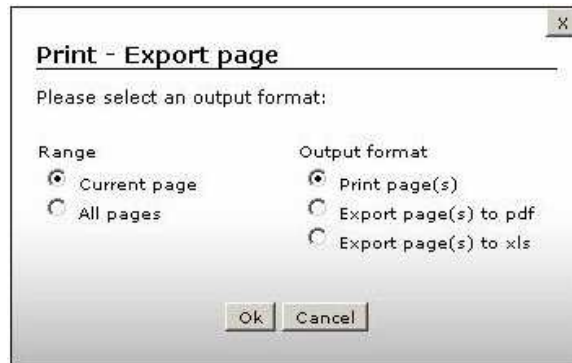 X
Print - Export page
Please select an output format:
Range
Current page
All pages
Output format
Print page(s)
Export page(s) to pdf
Export page(s) to xls
Ok
Cancel